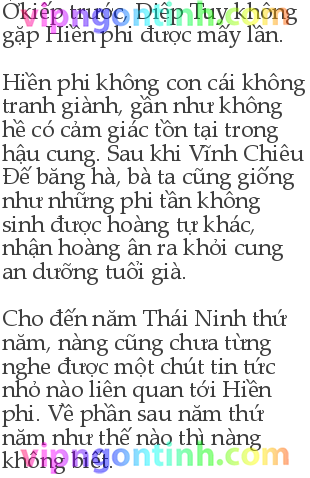 vipngontinh.com
Ở kiếp trước, Diệp Tuy không
gặp Hiền phi được mấy lần.
Hiền phi không con cái không
tranh giành, gần như không
hề có cảm giác tồn tại trong
hậu cung. Sau khi Vĩnh Chiêu
Đế băng hà, bà ta cũng giống
như những phi tần không
sinh được hoàng tự khác,
nhận hoàng ân ra khỏi cung
an dưỡng tuổi già.
Cho đến năm Thái Ninh thứ
năm, nàng cũng chưa từng
nghe được một chút tin tức
nhỏ nào liên quan tới Hiền
phi. Về phần sau năm thứ
năm như thế nào thì nàng
không biết.
vipngontinh.com